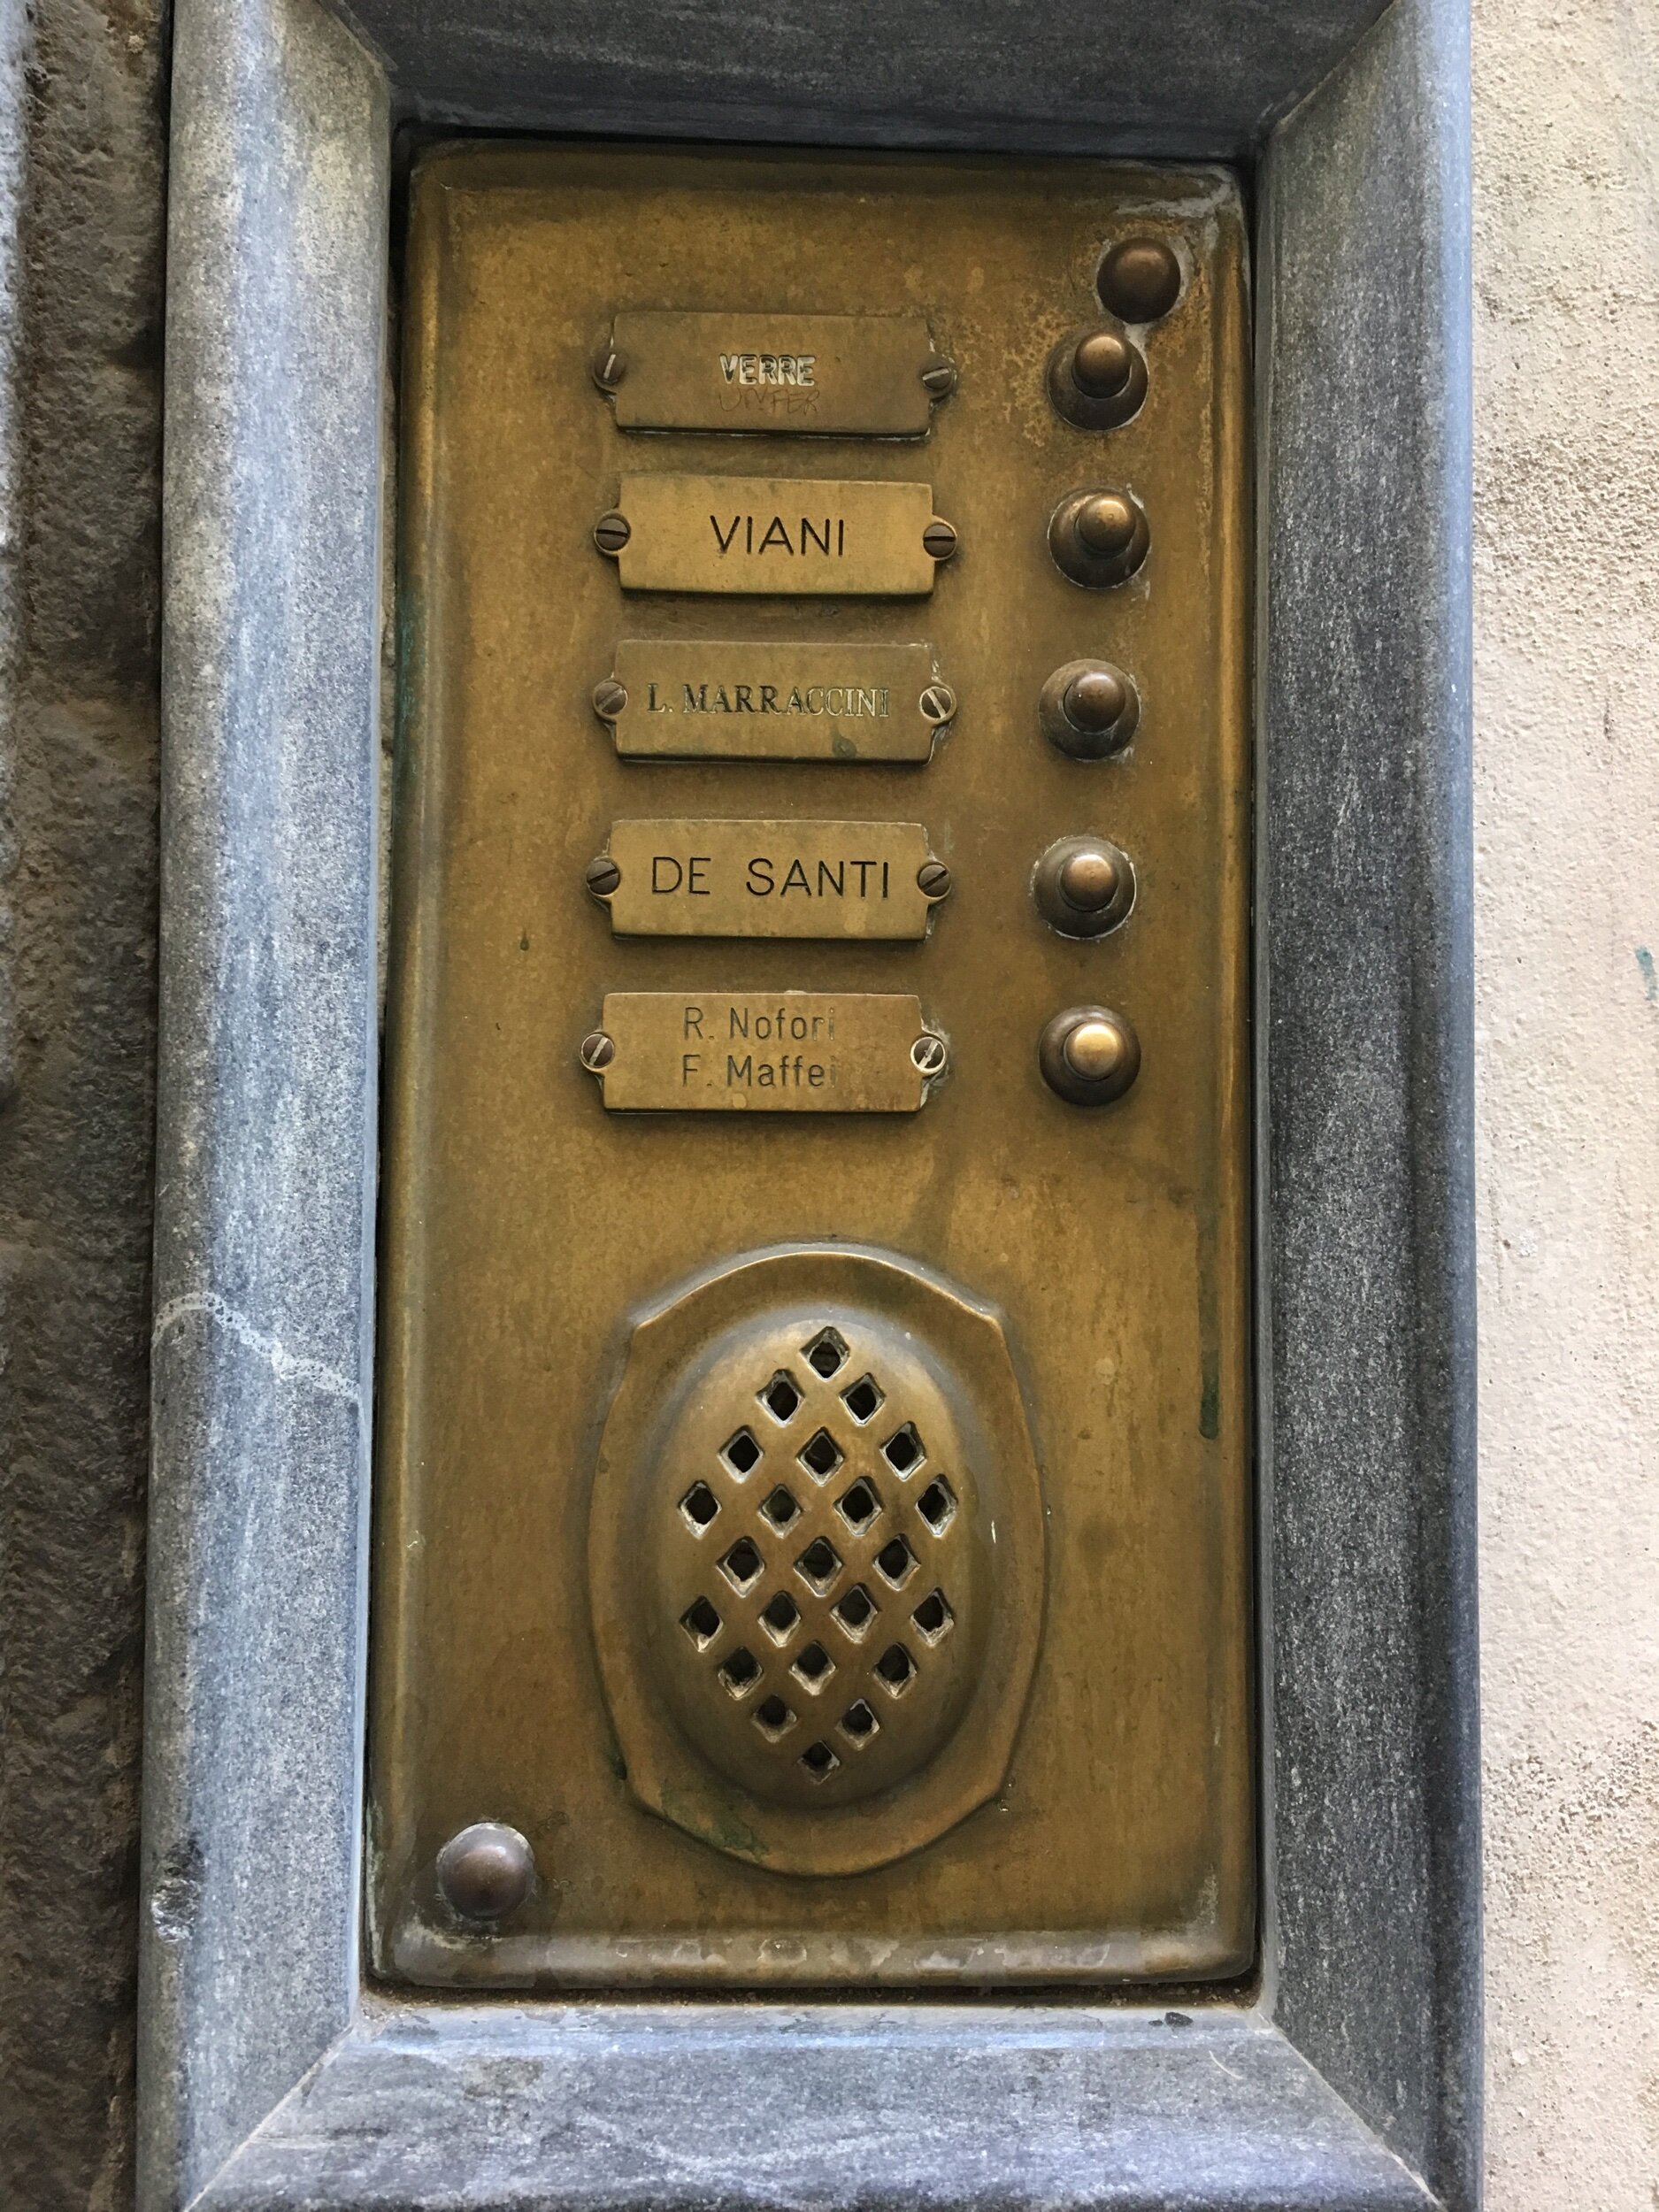 VERRE
VIANI
L. MARRACCINI
DE SANTI
R. Nofori
F. Maffei